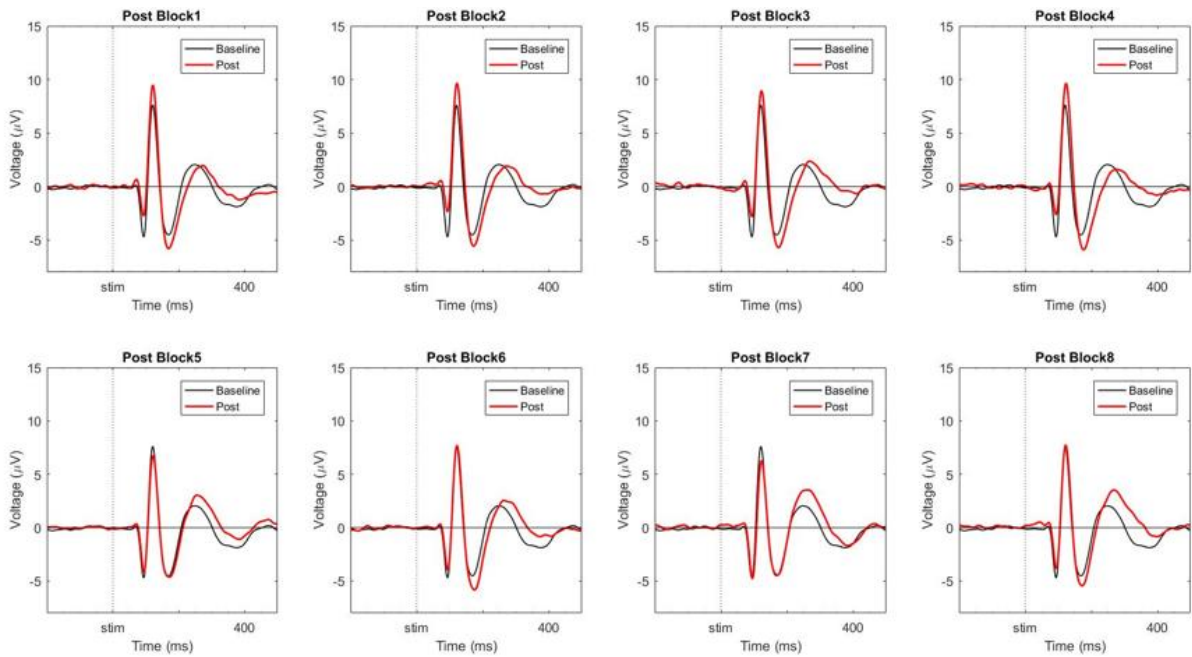 Post Block1
15
10
5
0
-5
Voltage (μV)
Baseline
Post
stim
400
Time (ms)
Post Block2
15
10
5
0
-5
Voltage (μV)
Baseline
Post
stim
400
Time (ms)
Post Block3
15
10
5
0
-5
Voltage (μV)
Baseline
Post
stim
400
Time (ms)
Post Block4
15
10
5
0
-5
Voltage (μV)
Baseline
Post
stim
400
Time (ms)
Post Block5
15
10
5
0
-5
Voltage (μV)
Baseline
Post
stim
400
Time (ms)
Post Block6
15
10
5
0
-5
Voltage (μV)
Baseline
Post
stim
400
Time (ms)
Post Block7
15
10
5
0
-5
Voltage (μV)
Baseline
Post
stim
400
Time (ms)
Post Block8
15
10
5
0
-5
Voltage (μV)
Baseline
Post
stim
400
Time (ms)